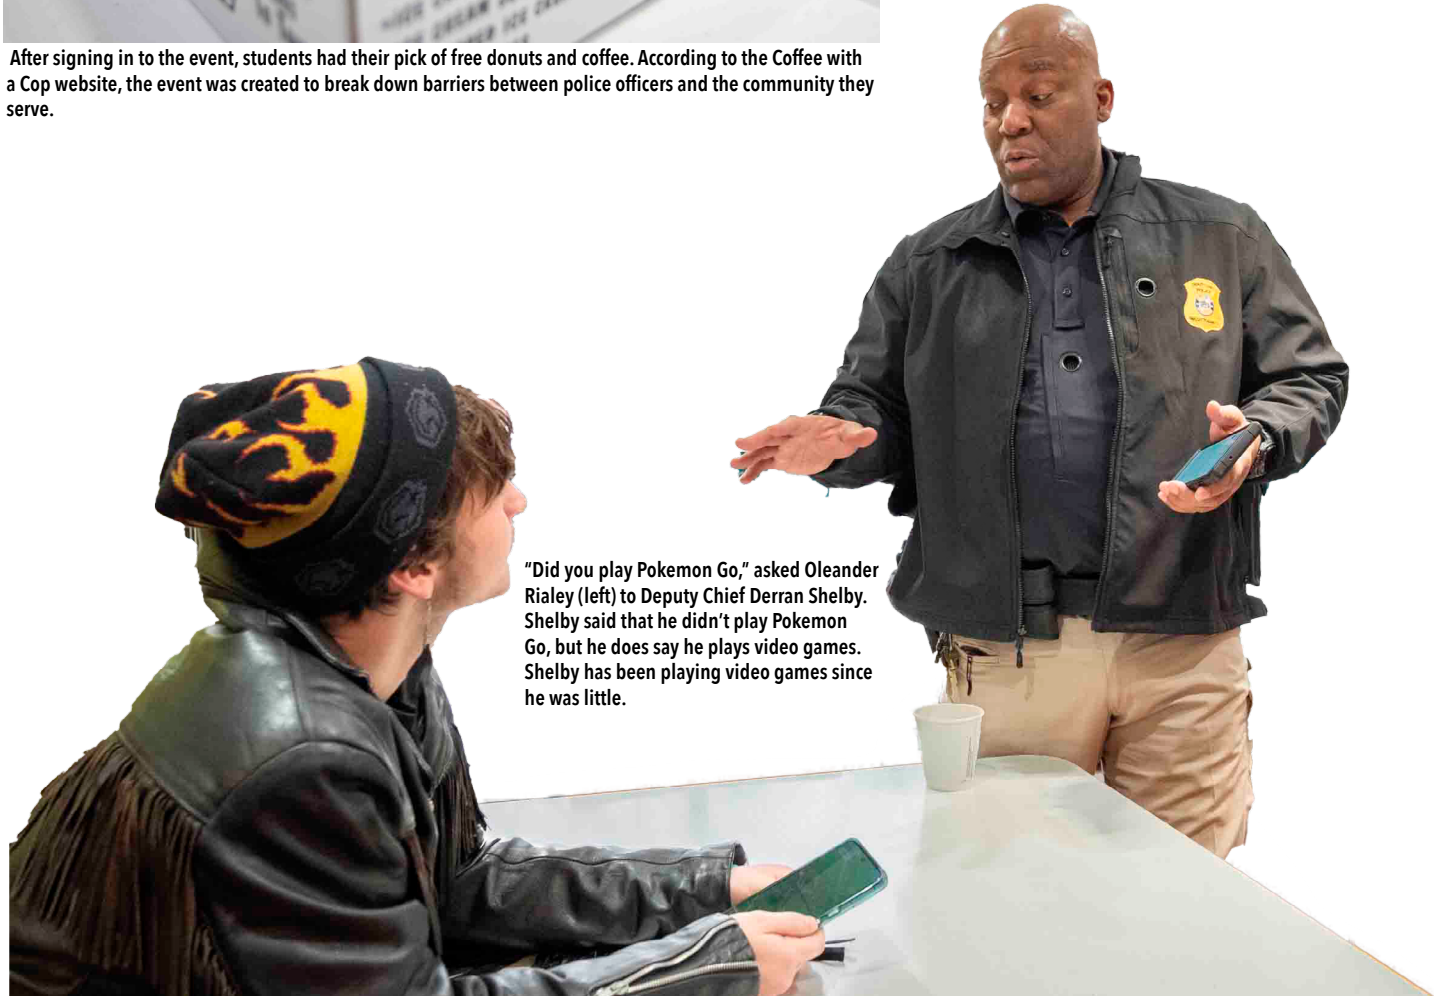 ICE CREAM
After signing in to the event, students had their pick of free donuts and coffee. According to the Coffee with
a Cop website, the event was created to break down barriers between police officers and the community they
serve.
“Did you play Pokemon Go,” asked Oleander
Rialey (left) to Deputy Chief Derran Shelby.
Shelby said that he didn’t play Pokemon
Go, but he does say he plays video games.
Shelby has been playing video games since
he was little.